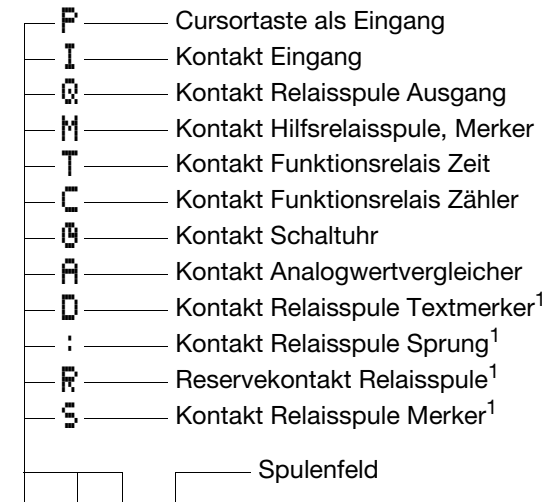 P Cursortaste als Eingang
I Kontakt Eingang
Q Kontakt Relaisspule Ausgang
M Kontakt Hilfsrelaisspule, Merker
T Kontakt Funktionsrelais Zeit
C Kontakt Funktionsrelais Zähler
Kontakt Schaltuhr
A Kontakt Analogwertvergleicher
D Kontakt Relaisspule Textmerker¹
: Kontakt Relaisspule Sprung¹
R Reservekontakt Relaisspule¹
S Kontakt Relaisspule Merker¹
Spulenfeld